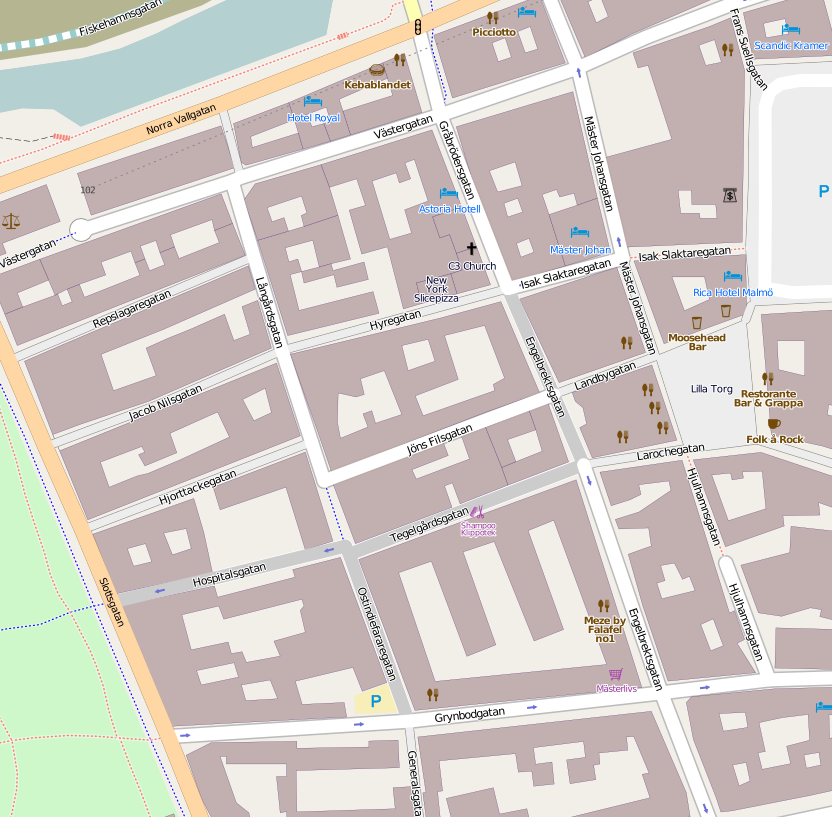 Fiskehamnsgatan
Picciotto
Frans Suellsgatan
Scandic Kramer
Kebablandet
Hotel Royal
Norra Vallgatan
Västergatan
Gråbrödersgatan
Mäster Johansgatan
P
102
Astoria Hotell
Västergatan
Mäster Johan
C3 Church
Isak Slaktaregatan
Isak Slaktaregatan
New
York
Slicepizza
Mäster Johansgatan
Rica Hotel Malmö
Långårdsgatan
Repslagaregatan
Hyregatan
Moosehead
Bar
Engelbrektsgatan
Landbygatan
Lilla Torg
Restorante
Bar & Grappa
Jacob Nilsgatan
Jöns Filsgatan
Folk å Rock
Larochegatan
Hjorttackegatan
Hjulhamnsgatan
Tegelgårdsgatan
Shampoo
Klippotek
Hospitalsgatan
Slottsgatan
Ostindiefararegatan
Hjulhamnsgatan
Meze by
Falafel
no1
Engelbrektsgatan
Mästerlivs
P
Grynbodgatan
Generalsgata